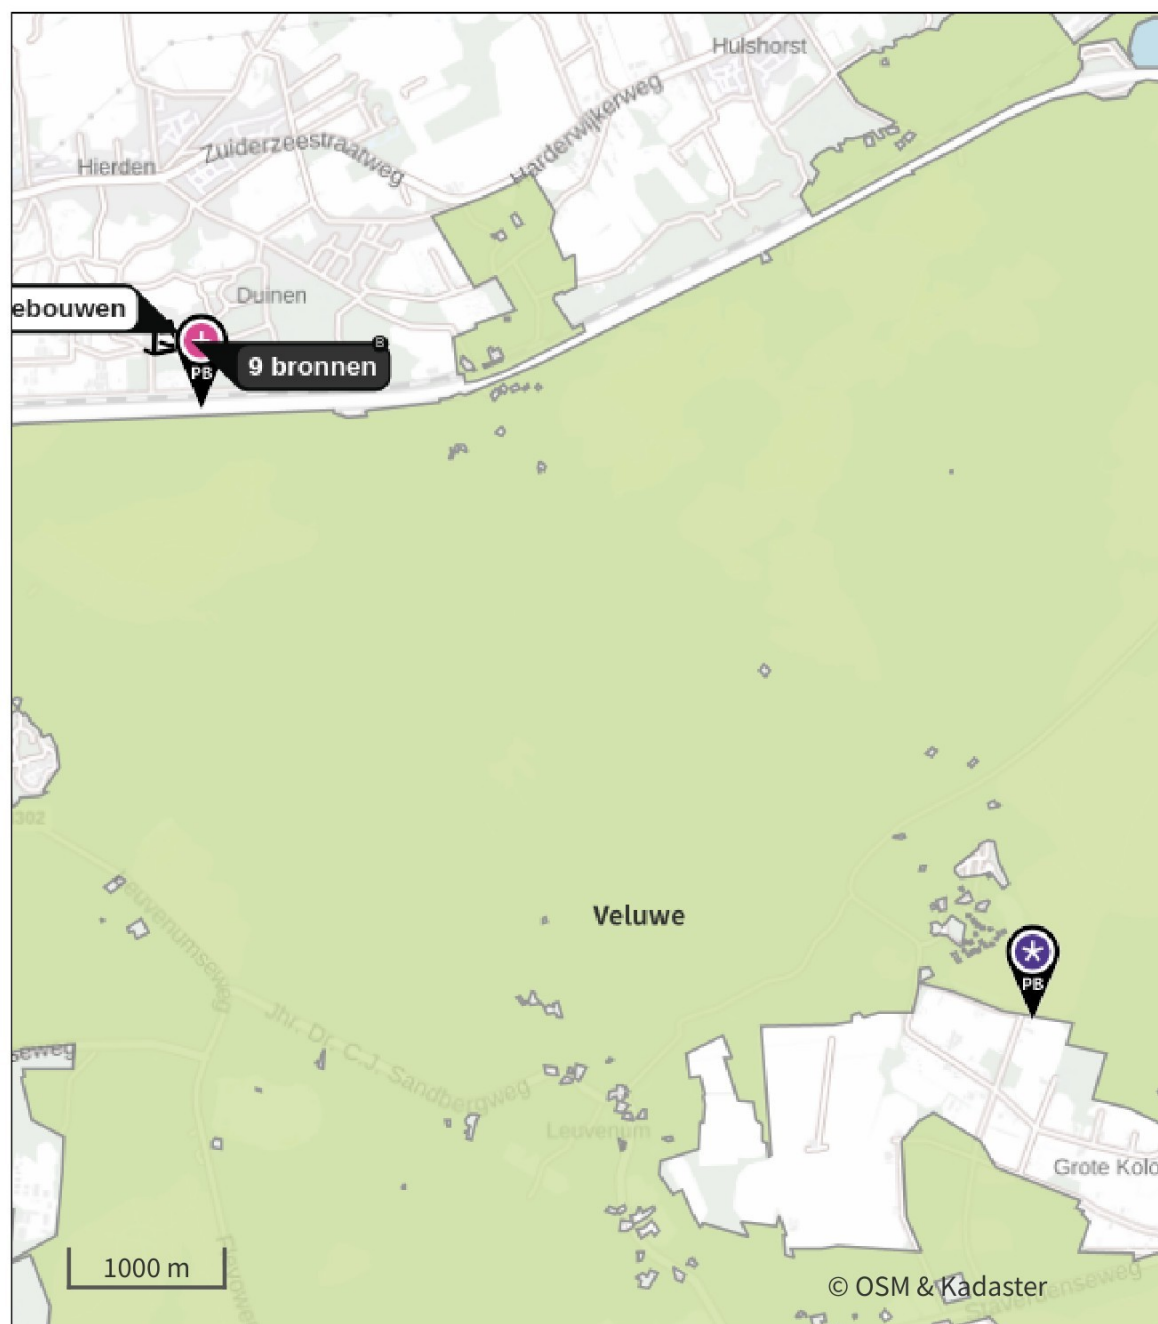 Hulshorst
Harderwijkerweg
Zuiderzeestraatweg
Hierden
Duinen
ebouwen
9 bronnen
B
PB
302
Leuvenumseweg
Veluwe
PB
Jhr. Dr. C.J. Sandbergweg
seweg
Leuvenum
Grote Kolo
1000 m
© OSM & Kadaster
Staverdenseweg